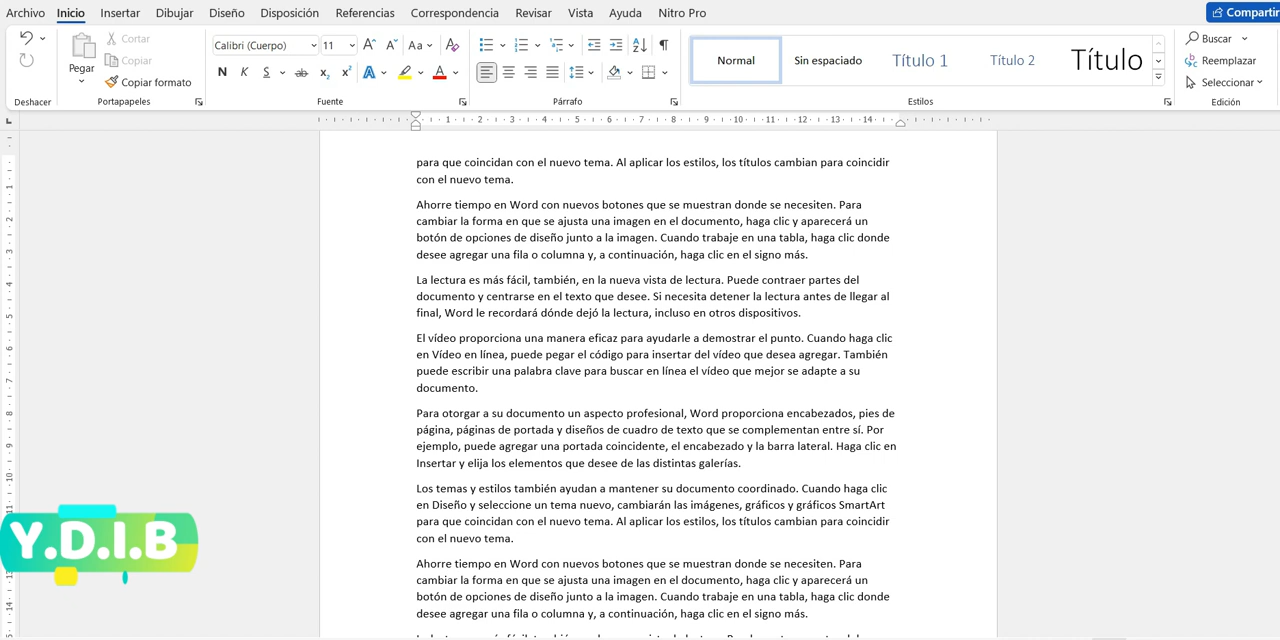 Archivo Inicio Insertar Dibujar Diseño Disposición Referencias Correspondencia Revisar Vista Ayuda Nitro Pro Compartir
Pegar
Cortar
Copiar
Copiar formato
Deshacer
Portapapeles
Calibri (Cuerpo) 11 Aa
N K S ab x₂ x² A A
Fuente
Párrafo
Normal Sin espaciado Título 1 Título 2 Título
Estilos
Buscar
Reemplazar
Seleccionar
Edición
1 2 3 4 5 6 7 8 9 10 11 12 13 14
para que coincidan con el nuevo tema. Al aplicar los estilos, los títulos cambian para coincidir
con el nuevo tema.
Ahorre tiempo en Word con nuevos botones que se muestran donde se necesiten. Para
cambiar la forma en que se ajusta una imagen en el documento, haga clic y aparecerá un
botón de opciones de diseño junto a la imagen. Cuando trabaje en una tabla, haga clic donde
desee agregar una fila o columna y, a continuación, haga clic en el signo más.
La lectura es más fácil, también, en la nueva vista de lectura. Puede contraer partes del
documento y centrarse en el texto que desee. Si necesita detener la lectura antes de llegar al
final, Word le recordará dónde dejó la lectura, incluso en otros dispositivos.
El vídeo proporciona una manera eficaz para ayudarle a demostrar el punto. Cuando haga clic
en Vídeo en línea, puede pegar el código para insertar del vídeo que desea agregar. También
puede escribir una palabra clave para buscar en línea el vídeo que mejor se adapte a su
documento.
Para otorgar a su documento un aspecto profesional, Word proporciona encabezados, pies de
página, páginas de portada y diseños de cuadro de texto que se complementan entre sí. Por
ejemplo, puede agregar una portada coincidente, el encabezado y la barra lateral. Haga clic en
Insertar y elija los elementos que desee de las distintas galerías.
Los temas y estilos también ayudan a mantener su documento coordinado. Cuando haga clic
en Diseño y seleccione un tema nuevo, cambiarán las imágenes, gráficos y gráficos SmartArt
para que coincidan con el nuevo tema. Al aplicar los estilos, los títulos cambian para coincidir
con el nuevo tema.
Ahorre tiempo en Word con nuevos botones que se muestran donde se necesiten. Para
cambiar la forma en que se ajusta una imagen en el documento, haga clic y aparecerá un
botón de opciones de diseño junto a la imagen. Cuando trabaje en una tabla, haga clic donde
desee agregar una fila o columna y, a continuación, haga clic en el signo más.
Y.D.I.B